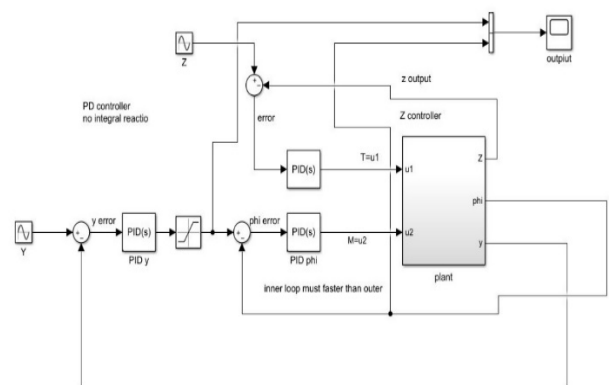 Z
outpiut
z output
PD controller
no integral reactio
error
Z controller
PID(s)
T=u1
u1
Z
phi
y error
PID(s)
PID y
phi error
PID(s)
PID phi
M=u2
u2
y
Y
plant
inner loop must faster than outer